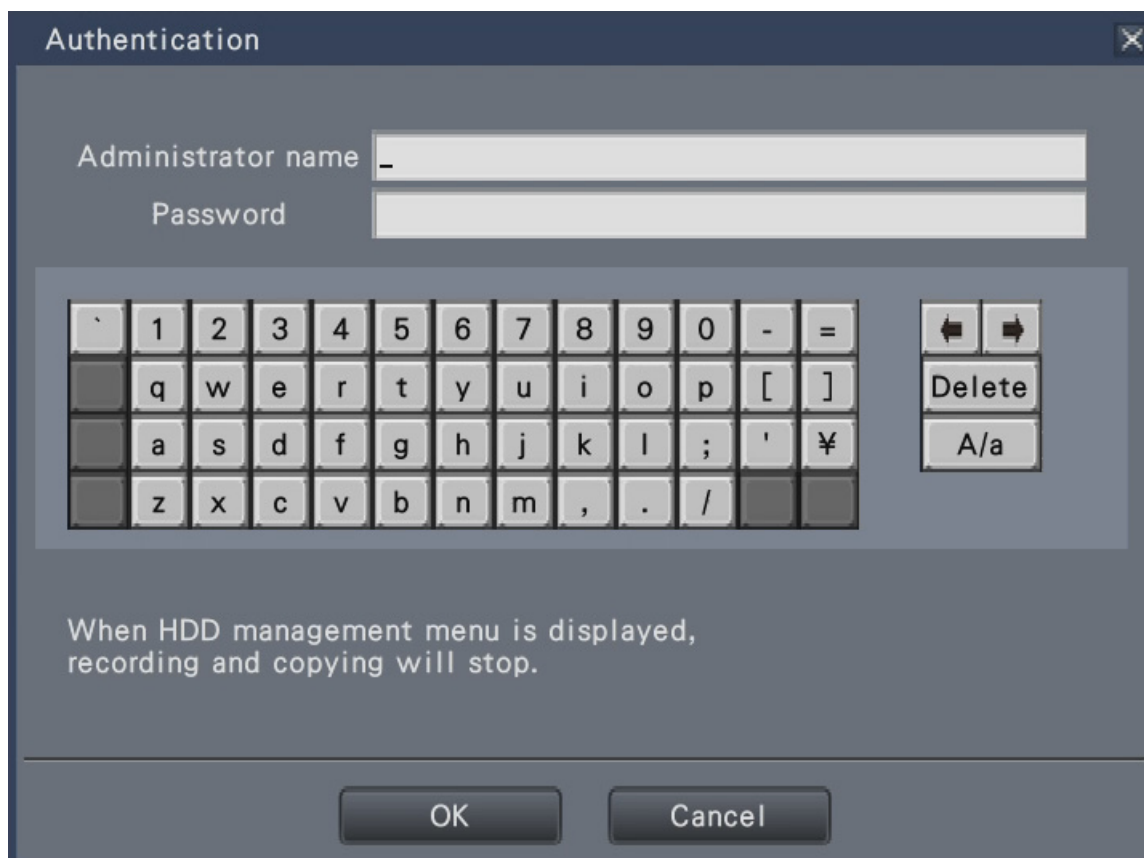 Authentication
Administrator name _
Password
` 1 2 3 4 5 6 7 8 9 0 - =
q w e r t y u i o p [ ] Delete
a s d f g h j k l ; ' ¥ A/a
z x c v b n m , . /
When HDD management menu is displayed,
recording and copying will stop.
OK Cancel